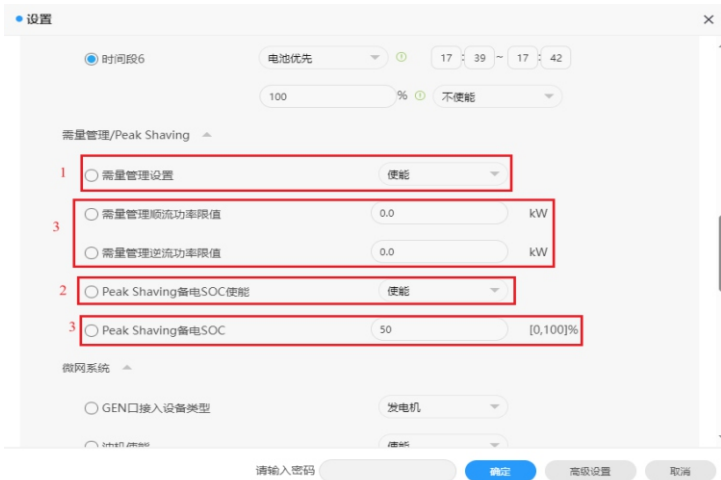 设置
时间段6 电池优先 17 : 39 ~ 17 : 42
100 % 不使能
需量管理/Peak Shaving
1 需量管理设置 使能
需量管理顺流功率限值 0.0 kW
3
需量管理逆流功率限值 0.0 kW
2 Peak Shaving备电SOC使能 使能
3 Peak Shaving备电SOC 50 [0,100]%
微网系统
GEN口接入设备类型 发电机
油机使能 使能
请输入密码 确定 高级设置 取消